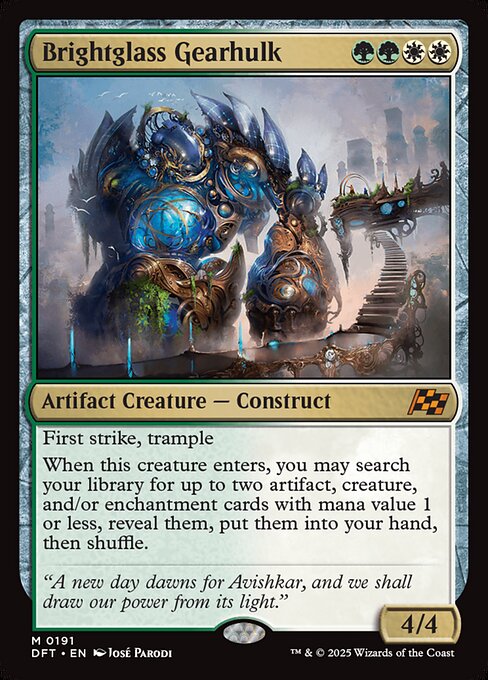 Brightglass Gearhulk
Artifact Creature — Construct
First strike, trample
When this creature enters, you may search
your library for up to two artifact, creature,
and/or enchantment cards with mana value 1
or less, reveal them, put them into your hand,
then shuffle.
“A new day dawns for Avishkar, and we shall
draw our power from its light.”
4/4
M 0191
DFT • EN José Parodi
™ & © 2025 Wizards of the Coast